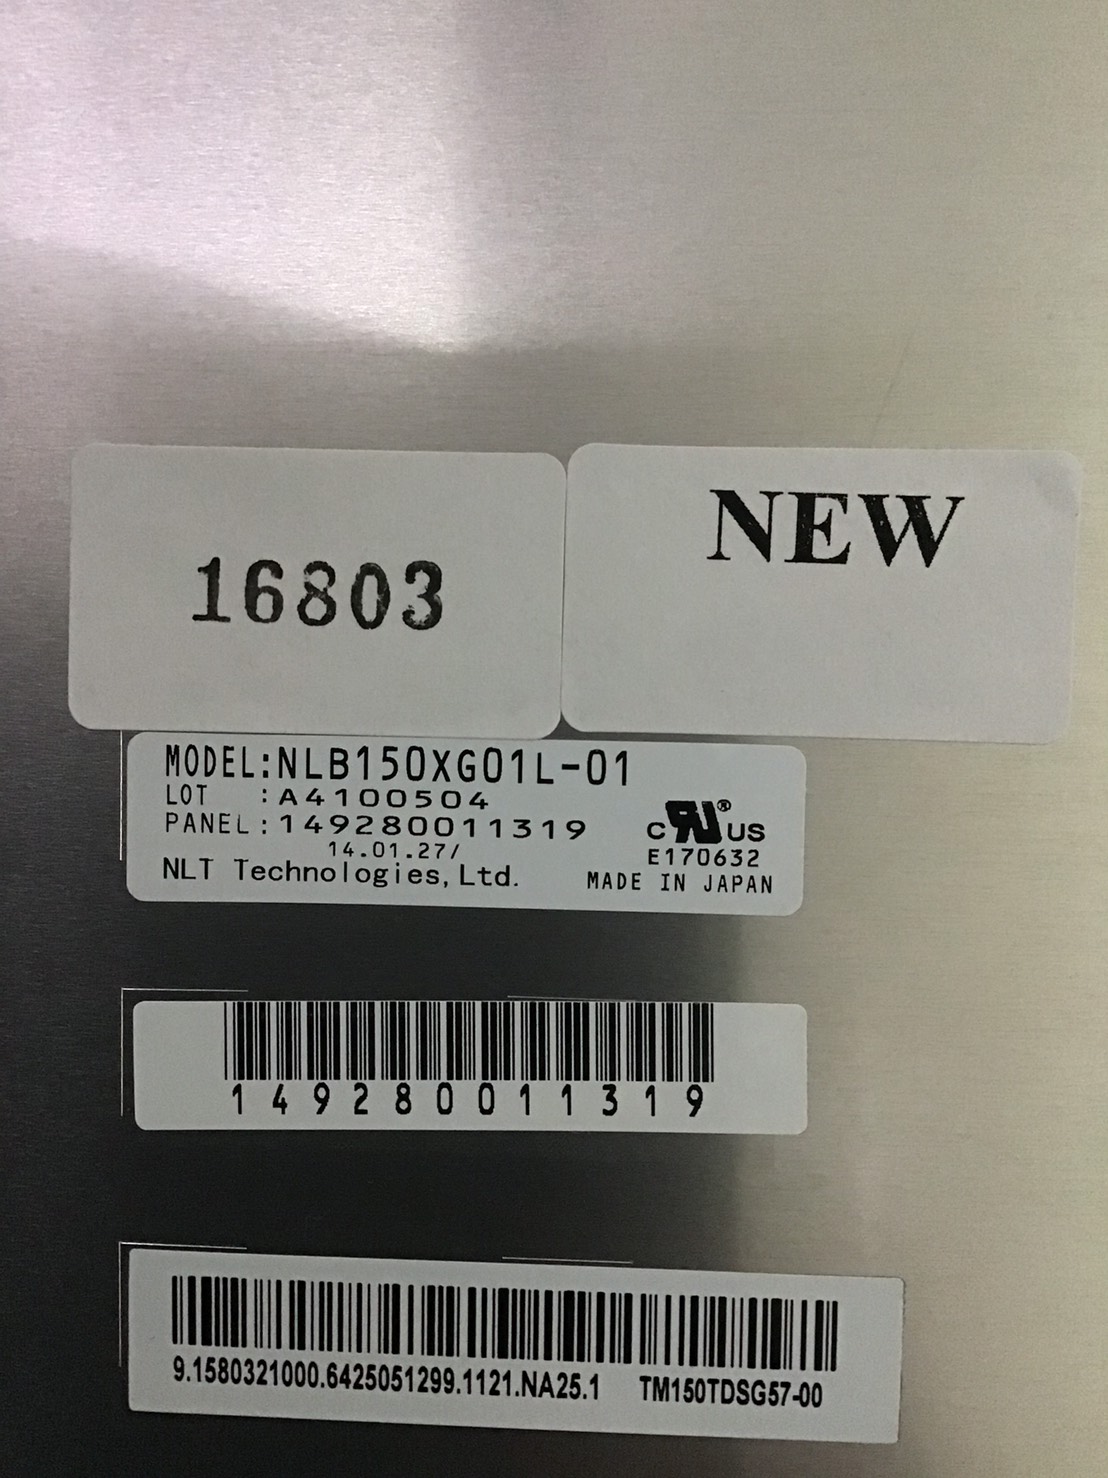 16803
NEW
MODEL:NLB150XG01L-01
LOT :A4100504
PANEL:149280011319
14.01.27/
NLT Technologies,Ltd.
c RU ® US
E170632
MADE IN JAPAN
149280011319
9.1580321000.6425051299.1121.NA25.1 TM150TDSG57-00